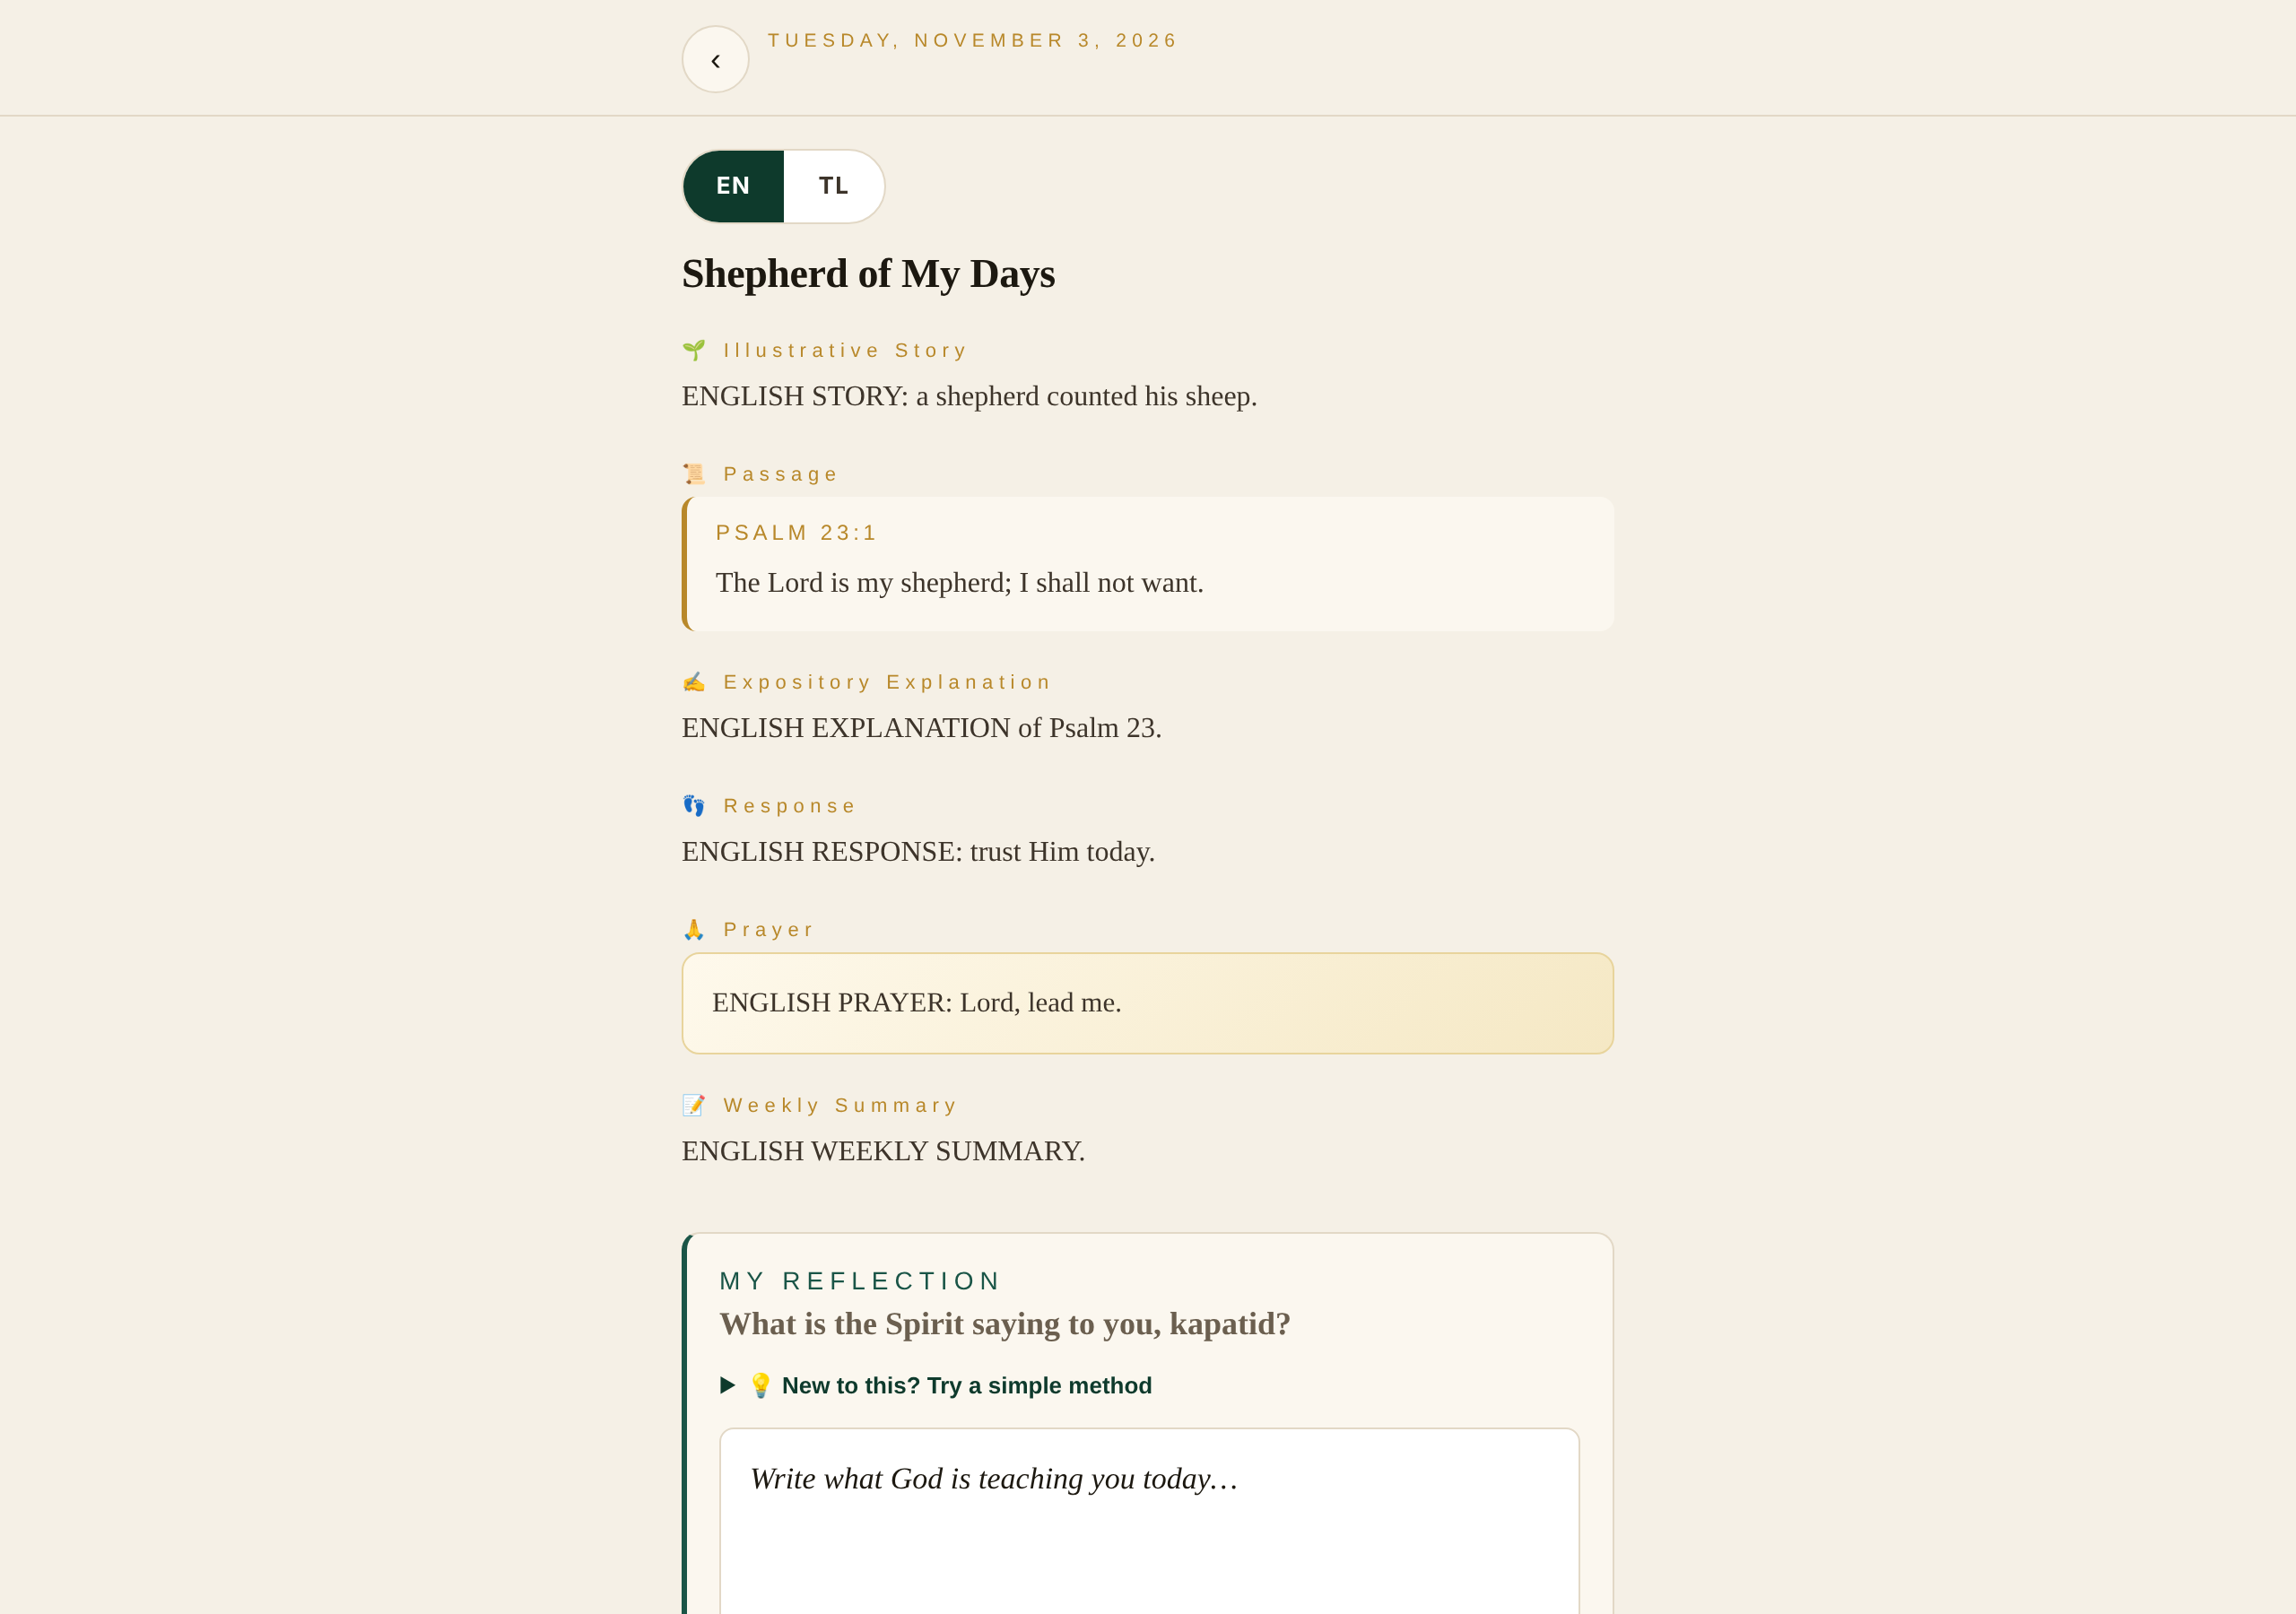 ‹
TUESDAY, NOVEMBER 3, 2026
EN TL
Shepherd of My Days
🌱 Illustrative Story
ENGLISH STORY: a shepherd counted his sheep.
📜 Passage
PSALM 23:1
The Lord is my shepherd; I shall not want.
✍️ Expository Explanation
ENGLISH EXPLANATION of Psalm 23.
👣 Response
ENGLISH RESPONSE: trust Him today.
🙏 Prayer
ENGLISH PRAYER: Lord, lead me.
📝 Weekly Summary
ENGLISH WEEKLY SUMMARY.
MY REFLECTION
What is the Spirit saying to you, kapatid?
▶ 💡 New to this? Try a simple method
Write what God is teaching you today…